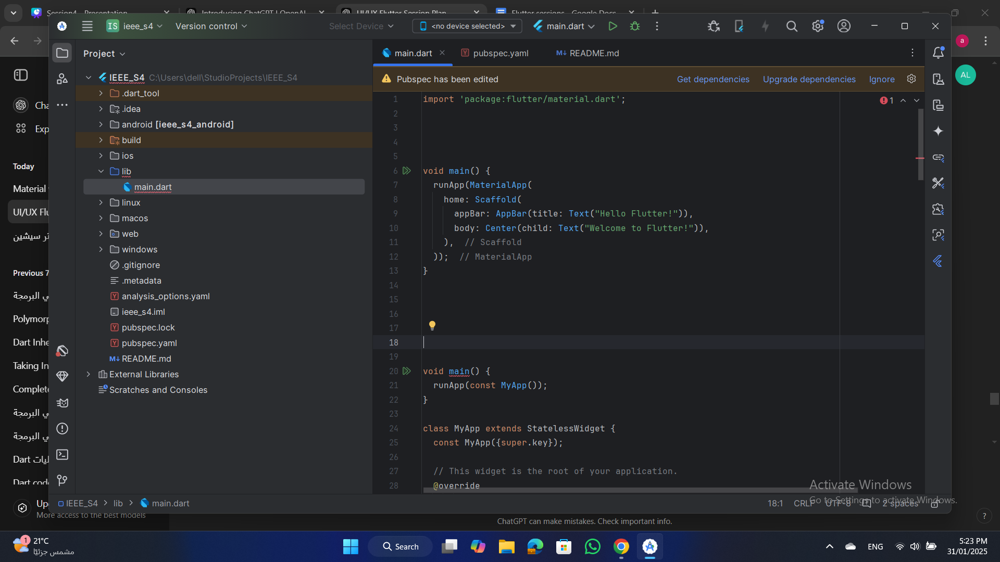 Session4 - Presentation
Introducing ChatGPT | OpenAI
UI/UX Flutter Session Plan
Flutter sessions - Google Docs
IS ieee_s4
Version control
Select Device
<no device selected>
main.dart
a
Project
main.dart
pubspec.yaml
M↓ README.md
Pubspec has been edited
Get dependencies
Upgrade dependencies
Ignore
AL
IEEE_S4 C:\Users\dell\StudioProjects\IEEE_S4
.dart_tool
.idea
android [ieee_s4_android]
build
ios
lib
main.dart
linux
macos
web
windows
.gitignore
.metadata
analysis_options.yaml
ieee_s4.iml
pubspec.lock
pubspec.yaml
M↓ README.md
External Libraries
Scratches and Consoles
Cha
Exp
Today
Material
UI/UX Flu
تر سيشين
Previous 7
ي البرمجة
Polymorp
Dart Inhe
Taking In
Complete
ي البرمجة
ي البرمجة
Dart ليات
Dart code
Up
More access to the best models
1
1 import 'package:flutter/material.dart';
2
3
4
5
6 void main() {
7 runApp(MaterialApp(
8 home: Scaffold(
9 appBar: AppBar(title: Text("Hello Flutter!")),
10 body: Center(child: Text("Welcome to Flutter!")),
11 ), // Scaffold
12 )); // MaterialApp
13 }
14
15
16
17
18
19
20 void main() {
21 runApp(const MyApp());
22 }
23
24 class MyApp extends StatelessWidget {
25 const MyApp({super.key});
26
27 // This widget is the root of your application.
28 @override
Activate Windows
Go to Settings to activate Windows.
IEEE_S4 > lib > main.dart
18:1 CRLF UTF-8 2 spaces
ChatGPT can make mistakes. Check important info.
?
1
21°C
مشمس جزئيًا
Search
ENG
5:23 PM
31/01/2025